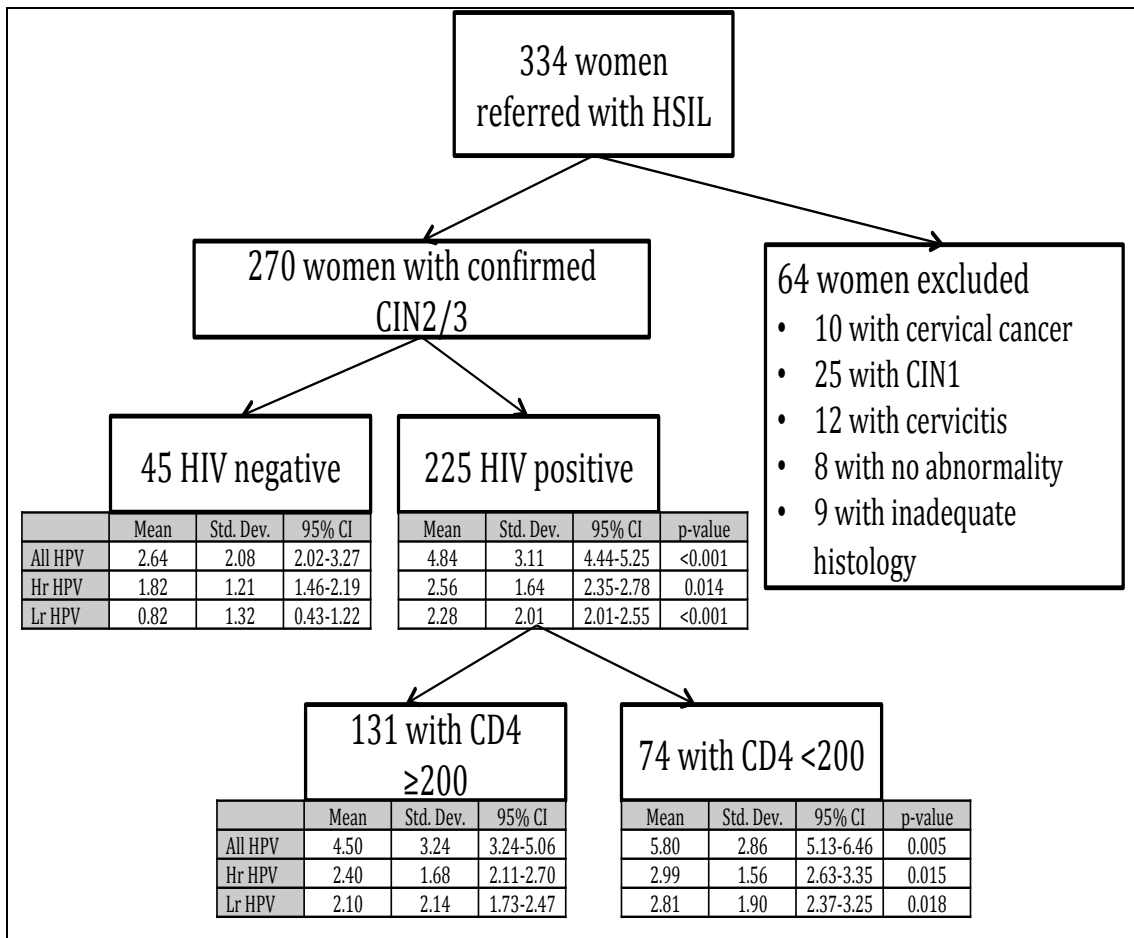 334 women
referred with HSIL
270 women with confirmed
CIN2/3
64 women excluded
• 10 with cervical cancer
• 25 with CIN1
• 12 with cervicitis
• 8 with no abnormality
• 9 with inadequate
histology
45 HIV negative
Mean Std. Dev. 95% CI
All HPV 2.64 2.08 2.02-3.27
Hr HPV 1.82 1.21 1.46-2.19
Lr HPV 0.82 1.32 0.43-1.22
225 HIV positive
Mean Std. Dev. 95% CI p-value
4.84 3.11 4.44-5.25 <0.001
2.56 1.64 2.35-2.78 0.014
2.28 2.01 2.01-2.55 <0.001
131 with CD4
≥200
Mean Std. Dev. 95% CI
All HPV 4.50 3.24 3.24-5.06
Hr HPV 2.40 1.68 2.11-2.70
Lr HPV 2.10 2.14 1.73-2.47
74 with CD4 <200
Mean Std. Dev. 95% CI p-value
5.80 2.86 5.13-6.46 0.005
2.99 1.56 2.63-3.35 0.015
2.81 1.90 2.37-3.25 0.018